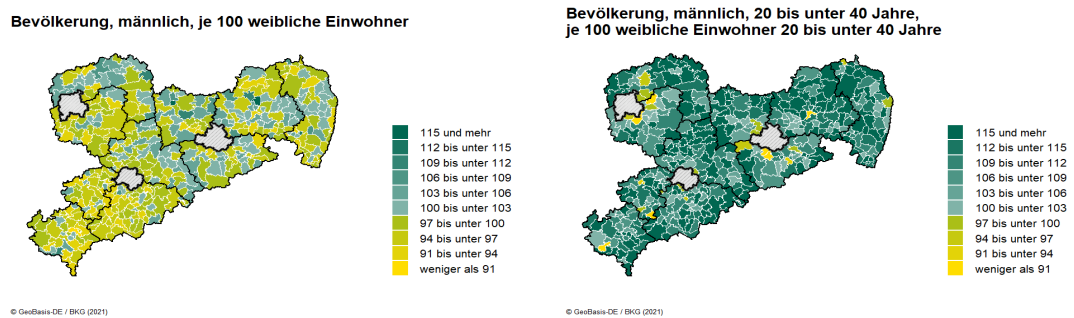 Bevölkerung, männlich, je 100 weibliche Einwohner
115 und mehr
112 bis unter 115
109 bis unter 112
106 bis unter 109
103 bis unter 106
100 bis unter 103
97 bis unter 100
94 bis unter 97
91 bis unter 94
weniger als 91
© GeoBasis-DE / BKG (2021)
Bevölkerung, männlich, 20 bis unter 40 Jahre,
je 100 weibliche Einwohner 20 bis unter 40 Jahre
115 und mehr
112 bis unter 115
109 bis unter 112
106 bis unter 109
103 bis unter 106
100 bis unter 103
97 bis unter 100
94 bis unter 97
91 bis unter 94
weniger als 91
© GeoBasis-DE / BKG (2021)